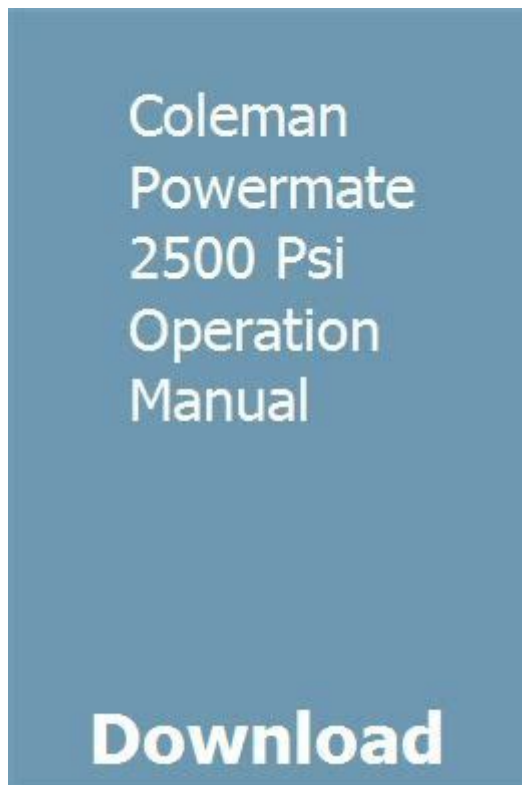 Coleman
Powermate
2500 Psi
Operation
Manual
Download